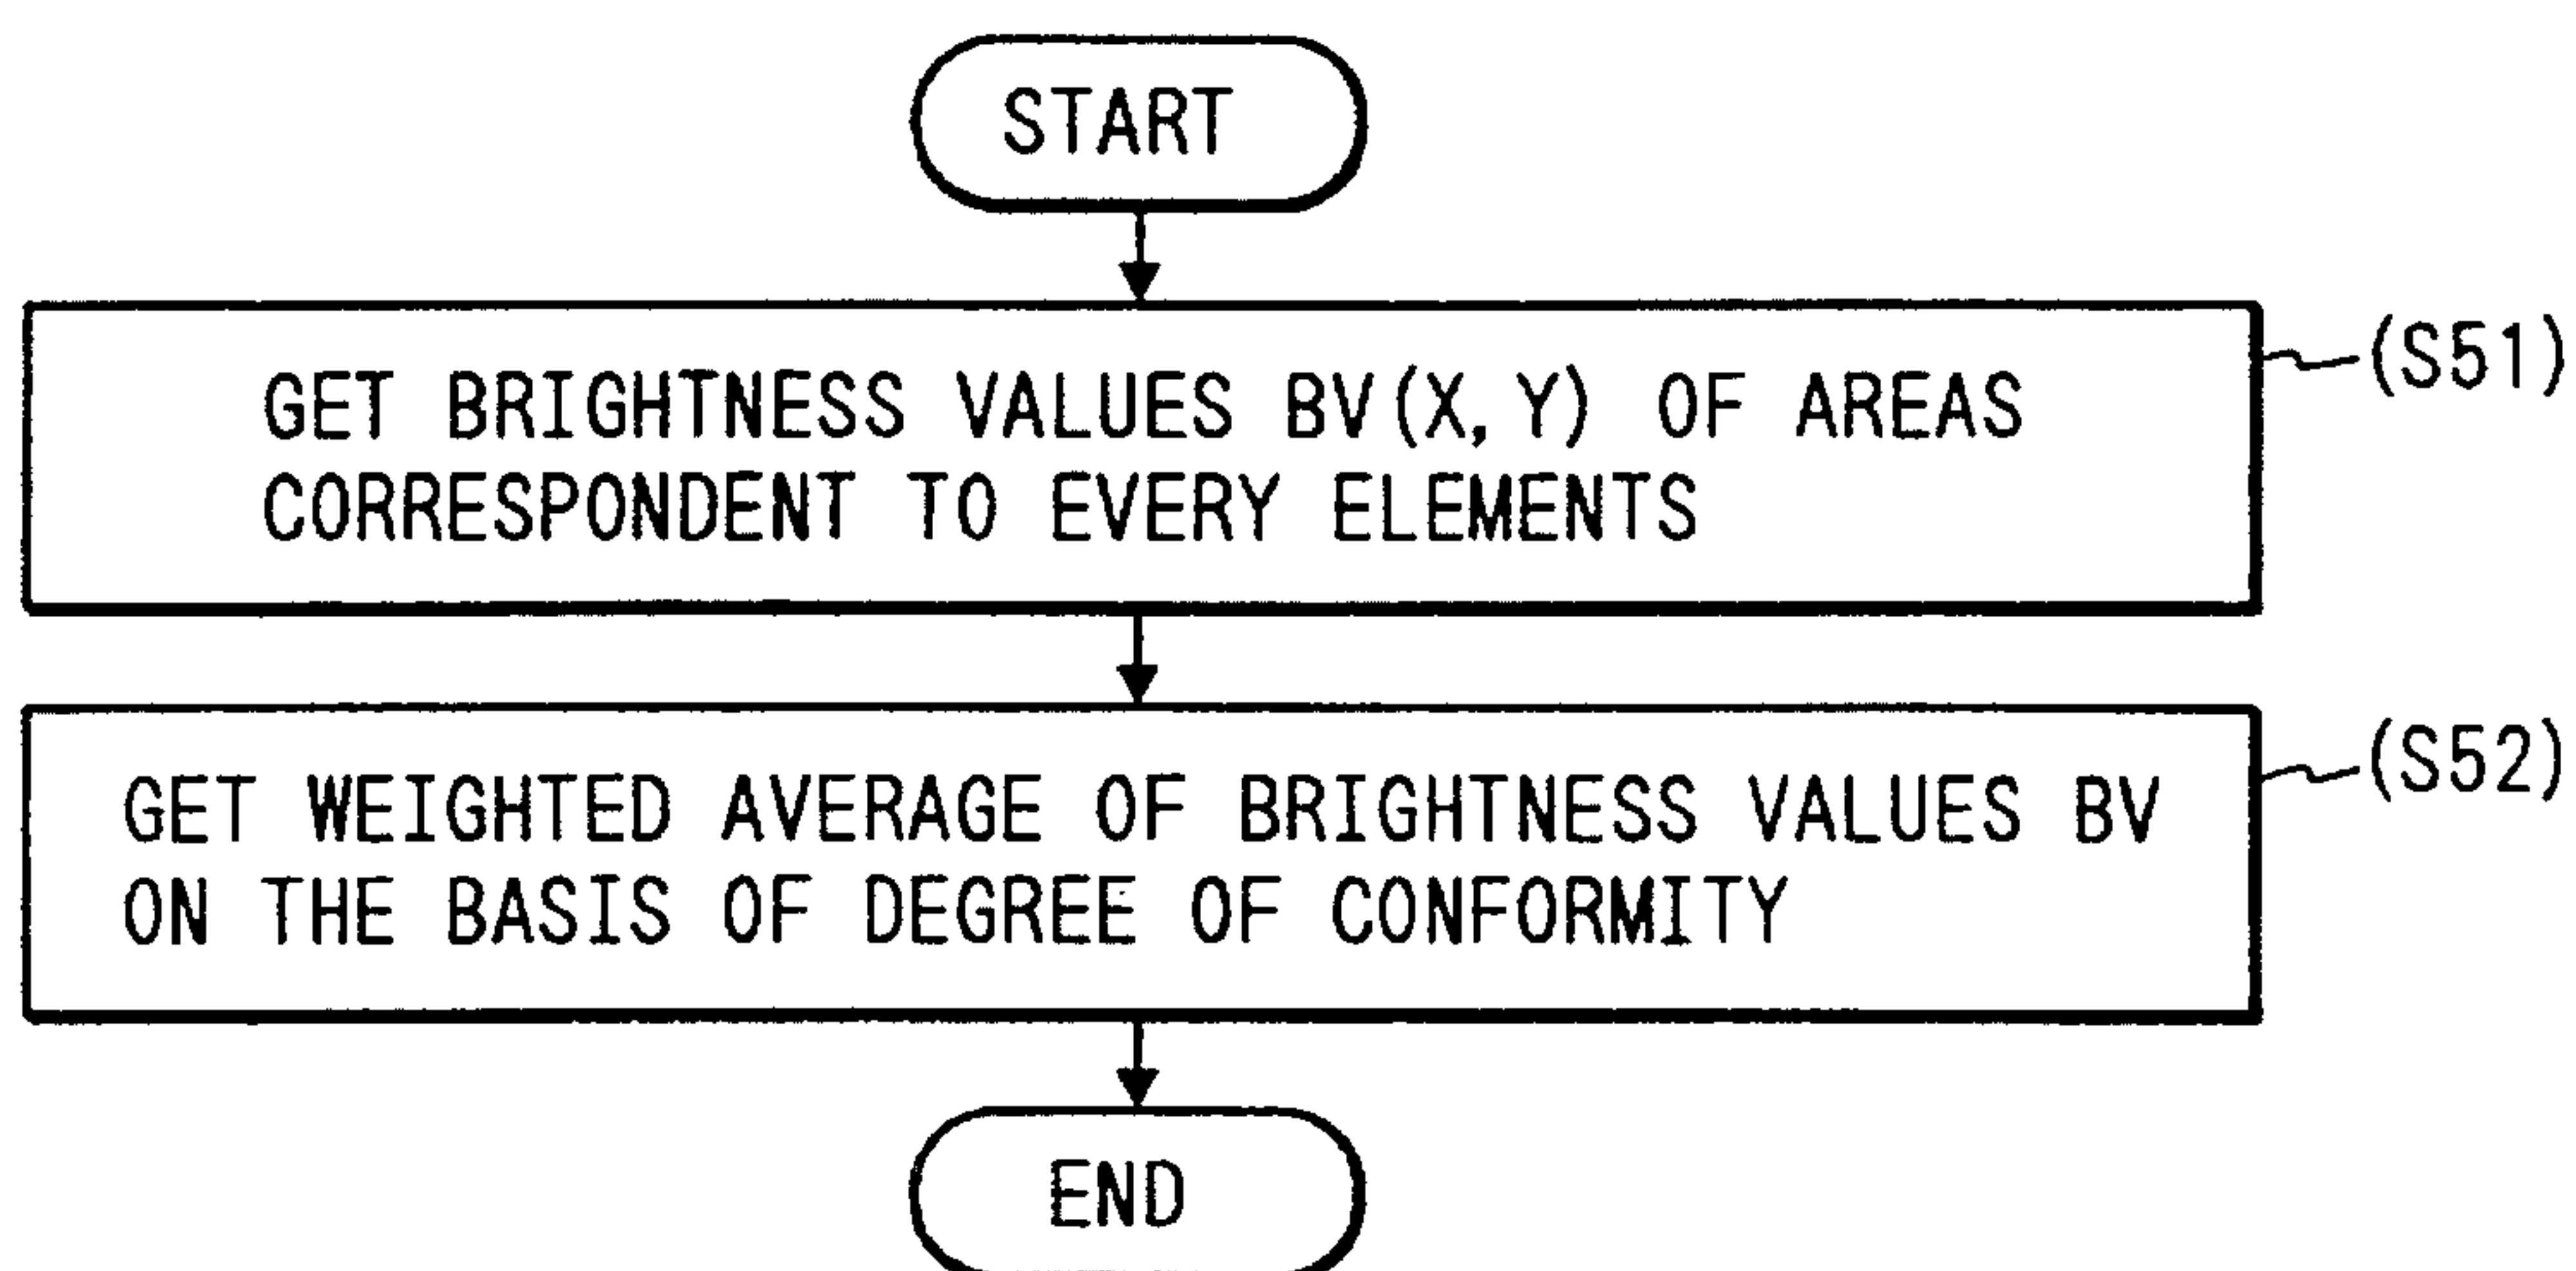 START
GET BRIGHTNESS VALUES BV(X, Y) OF AREAS
CORRESPONDENT TO EVERY ELEMENTS
(S51)
GET WEIGHTED AVERAGE OF BRIGHTNESS VALUES BV
ON THE BASIS OF DEGREE OF CONFORMITY
(S52)
END